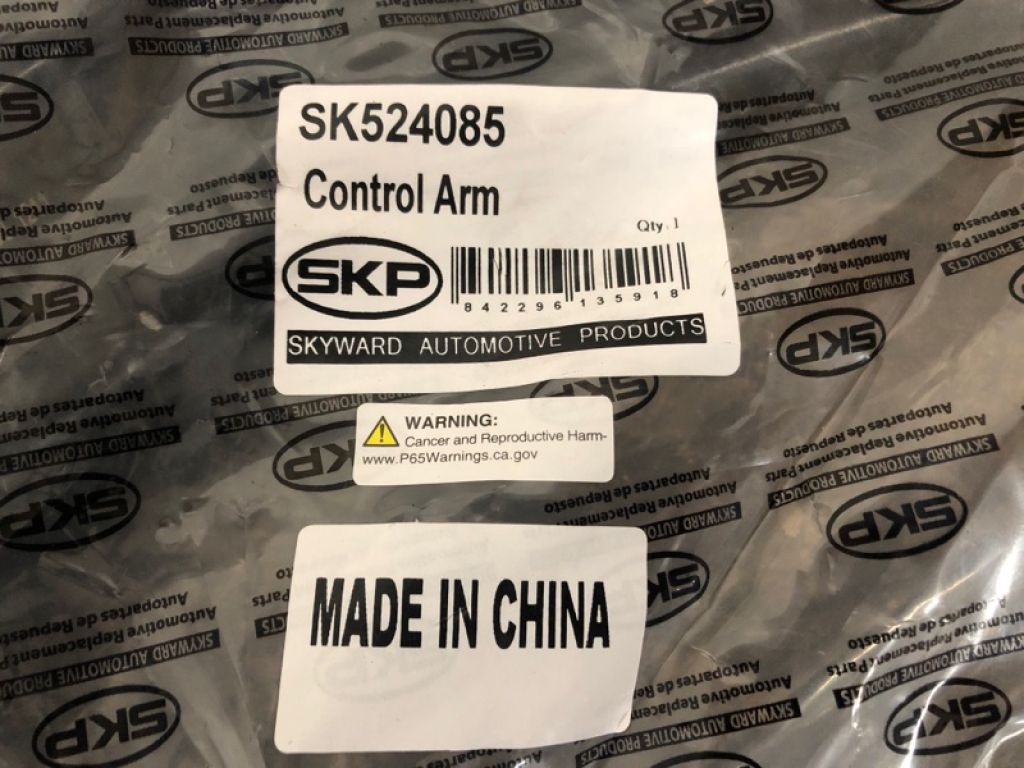 SK524085
Control Arm
Qty. 1
SKP
842296135918
SKYWARD AUTOMOTIVE PRODUCTS
WARNING:
Cancer and Reproductive Harm-
www.P65Warnings.ca.gov
MADE IN CHINA
SKP
SKYWARD AUTOMOTIVE PRODUCTS
Automotive Replacement Parts
Autopartes de Repuesto